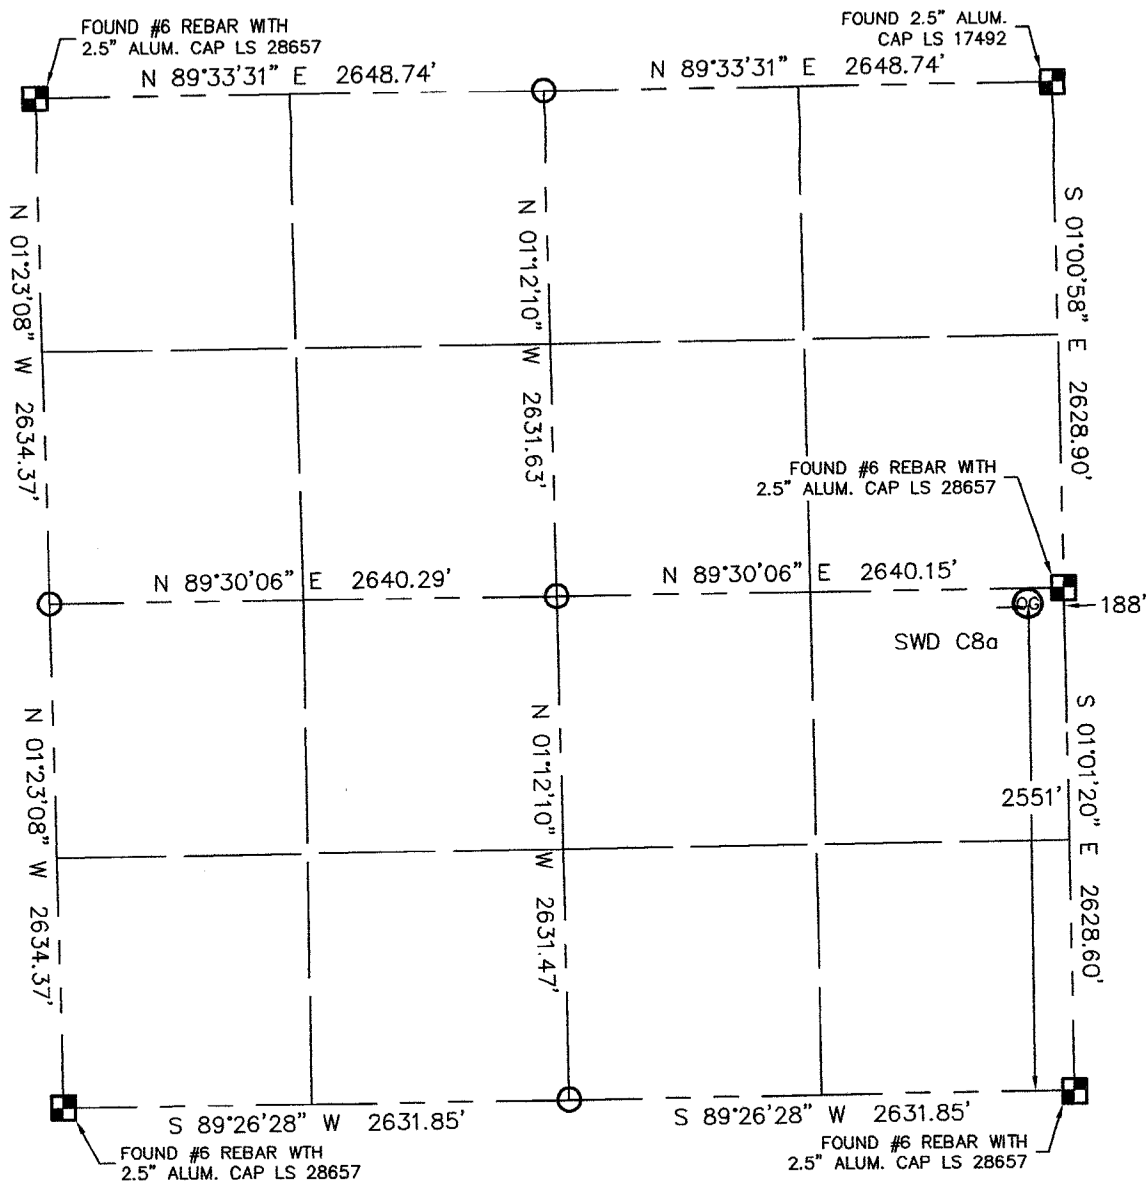 FOUND #6 REBAR WITH
2.5" ALUM. CAP LS 28657
FOUND 2.5" ALUM.
CAP LS 17492
N 89°33'31" E 2648.74'
N 89°33'31" E 2648.74'
N 01°23'08" W 2634.37'
N 01°12'10" W 2631.63'
S 01°00'58" E 2628.90'
FOUND #6 REBAR WITH
2.5" ALUM. CAP LS 28657
N 89°30'06" E 2640.29'
N 89°30'06" E 2640.15'
OG
188'
SWD C8a
N 01°23'08" W 2634.37'
N 01°12'10" W 2631.47'
2551'
S 01°01'20" E 2628.60'
S 89°26'28" W 2631.85'
S 89°26'28" W 2631.85'
FOUND #6 REBAR WTH
2.5" ALUM. CAP LS 28657
FOUND #6 REBAR WITH
2.5" ALUM. CAP LS 28657